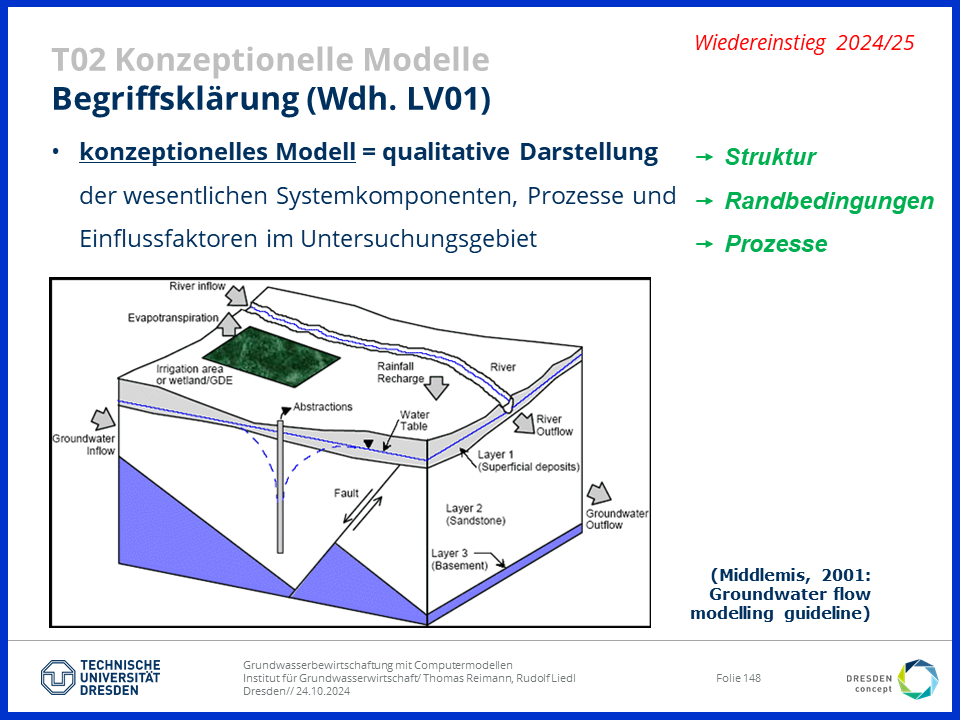 Wiedereinstieg 2024/25
T02 Konzeptionelle Modelle
Begriffsklärung (Wdh. LV01)
• konzeptionelles Modell = qualitative Darstellung
der wesentlichen Systemkomponenten, Prozesse und
Einflussfaktoren im Untersuchungsgebiet
→ Struktur
→ Randbedingungen
→ Prozesse
River inflow
Evapotranspiration
Irrigation area
or wetland/GDE
Rainfall
Recharge
River
Abstractions
Water
Table
River
Outflow
Groundwater
Inflow
Layer 1
(Superficial deposits)
Fault
Layer 2
(Sandstone)
Groundwater
Outflow
Layer 3
(Basement)
(Middlemis, 2001:
Groundwater flow
modelling guideline)
TECHNISCHE
UNIVERSITÄT
DRESDEN
Grundwasserbewirtschaftung mit Computermodellen
Institut für Grundwasserwirtschaft/ Thomas Reimann, Rudolf Liedl
Dresden// 24.10.2024
Folie 148
DRESDEN
concept